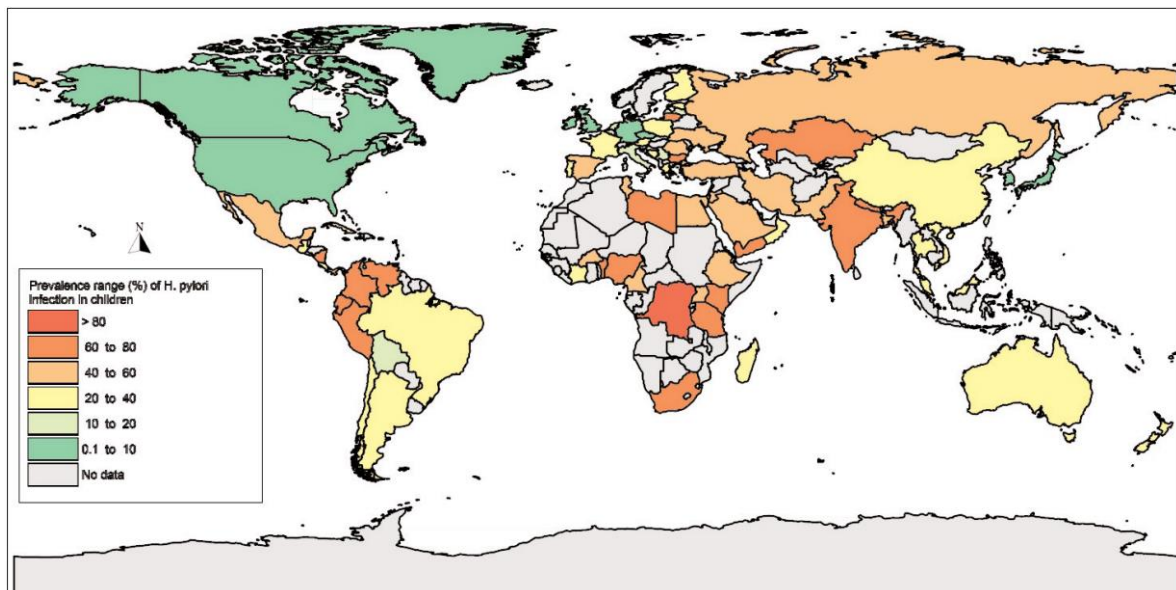 N
Prevalence range (%) of H. pylori
Infection in children
> 80
60 to 80
40 to 60
20 to 40
10 to 20
0.1 to 10
No data